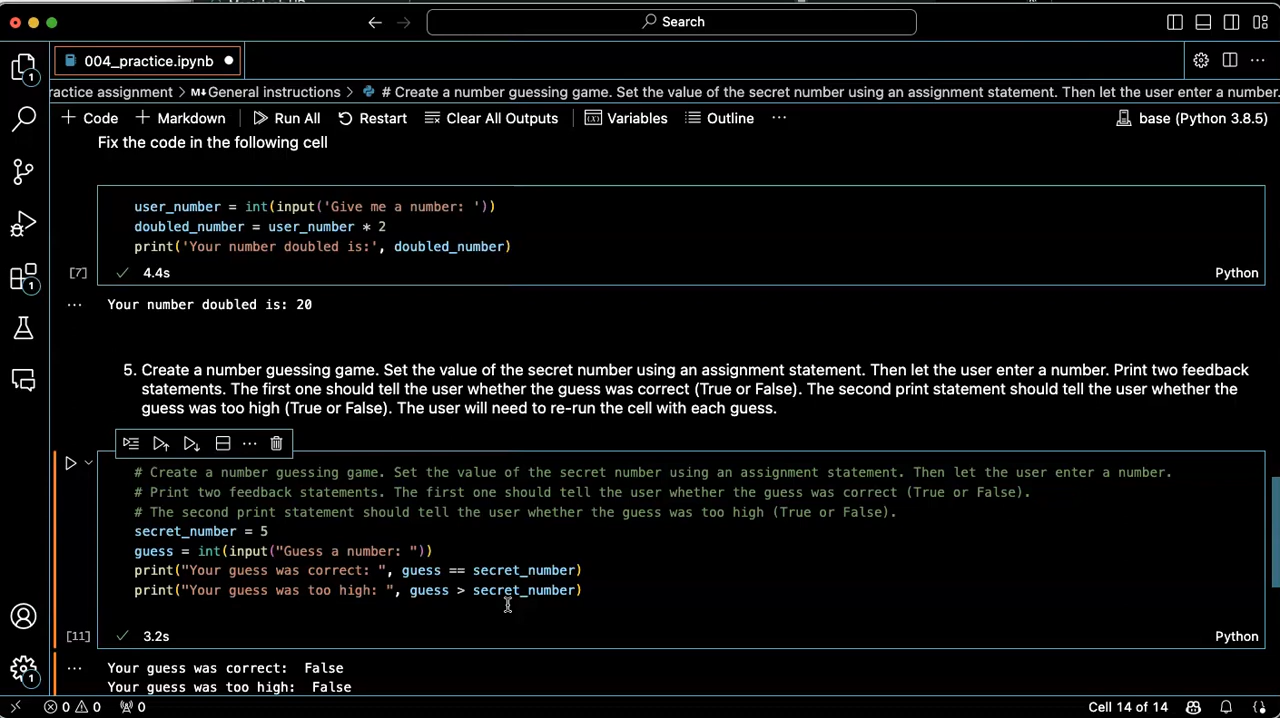 Search
004_practice.ipynb
ractice assignment > M↓General instructions > # Create a number guessing game. Set the value of the secret number using an assignment statement. Then let the user enter a number.
+ Code + Markdown Run All Restart Clear All Outputs Variables Outline ··· base (Python 3.8.5)
Fix the code in the following cell
user_number = int(input('Give me a number: '))
doubled_number = user_number * 2
print('Your number doubled is:', doubled_number)
[7] ✓ 4.4s Python
··· Your number doubled is: 20
5. Create a number guessing game. Set the value of the secret number using an assignment statement. Then let the user enter a number. Print two feedback
statements. The first one should tell the user whether the guess was correct (True or False). The second print statement should tell the user whether the
guess was too high (True or False). The user will need to re-run the cell with each guess.
# Create a number guessing game. Set the value of the secret number using an assignment statement. Then let the user enter a number.
# Print two feedback statements. The first one should tell the user whether the guess was correct (True or False).
# The second print statement should tell the user whether the guess was too high (True or False).
secret_number = 5
guess = int(input("Guess a number: "))
print("Your guess was correct: ", guess == secret_number)
print("Your guess was too high: ", guess > secret_number)
[11] ✓ 3.2s Python
··· Your guess was correct:  False
Your guess was too high:  False
0 0 0 Cell 14 of 14